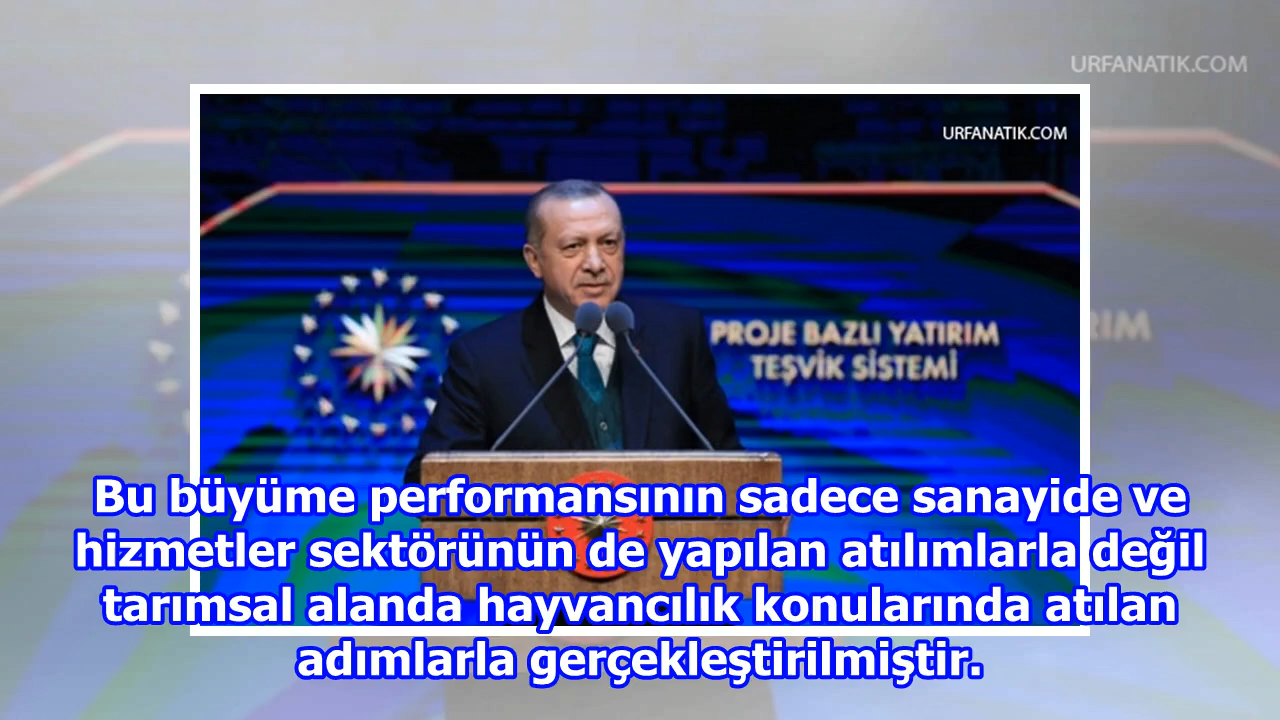 URFANATIK.COM
URFANATIK.COM
PROJE BAZLI YATIRIM
TEŞVİK SİSTEMİ
RIM
Bu büyüme performansının sadece sanayide ve
hizmetler sektörünün de yapılan atılımlarla değil
tarımsal alanda hayvancılık konularında atılan
adımlarla gerçekleştirilmiştir.